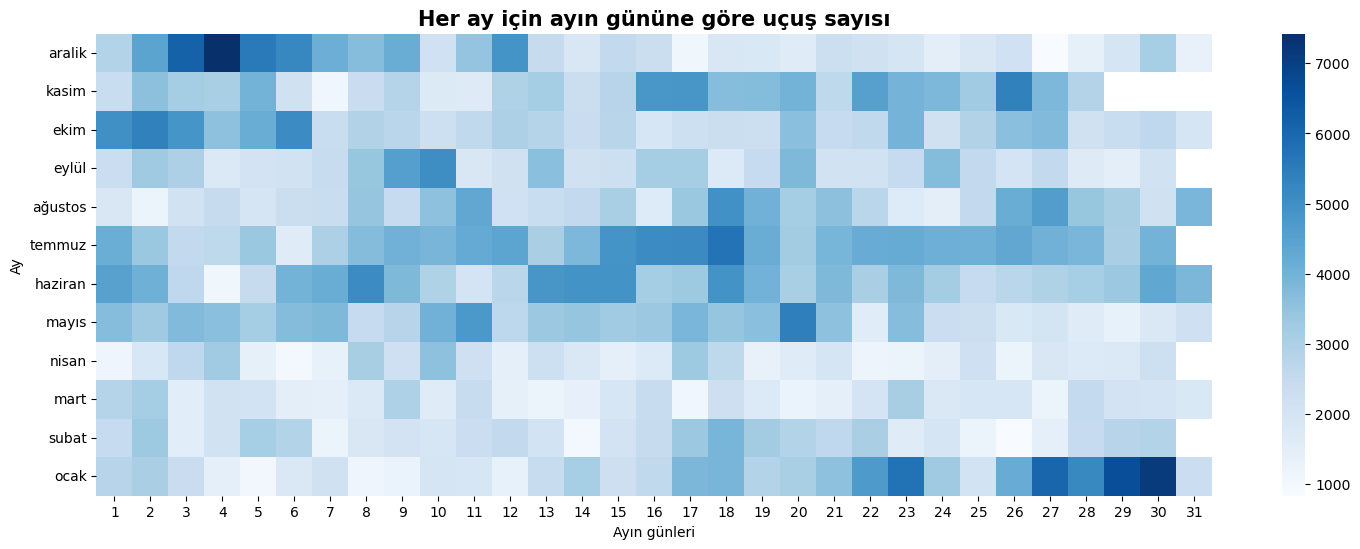 Her ay için ayın gününe göre uçuş sayısı
Ay
aralik
kasim
ekim
eylül
ağustos
temmuz
haziran
mayıs
nisan
mart
subat
ocak
1 2 3 4 5 6 7 8 9 10 11 12 13 14 15 16 17 18 19 20 21 22 23 24 25 26 27 28 29 30 31
Ayın günleri
7000
6000
5000
4000
3000
2000
1000